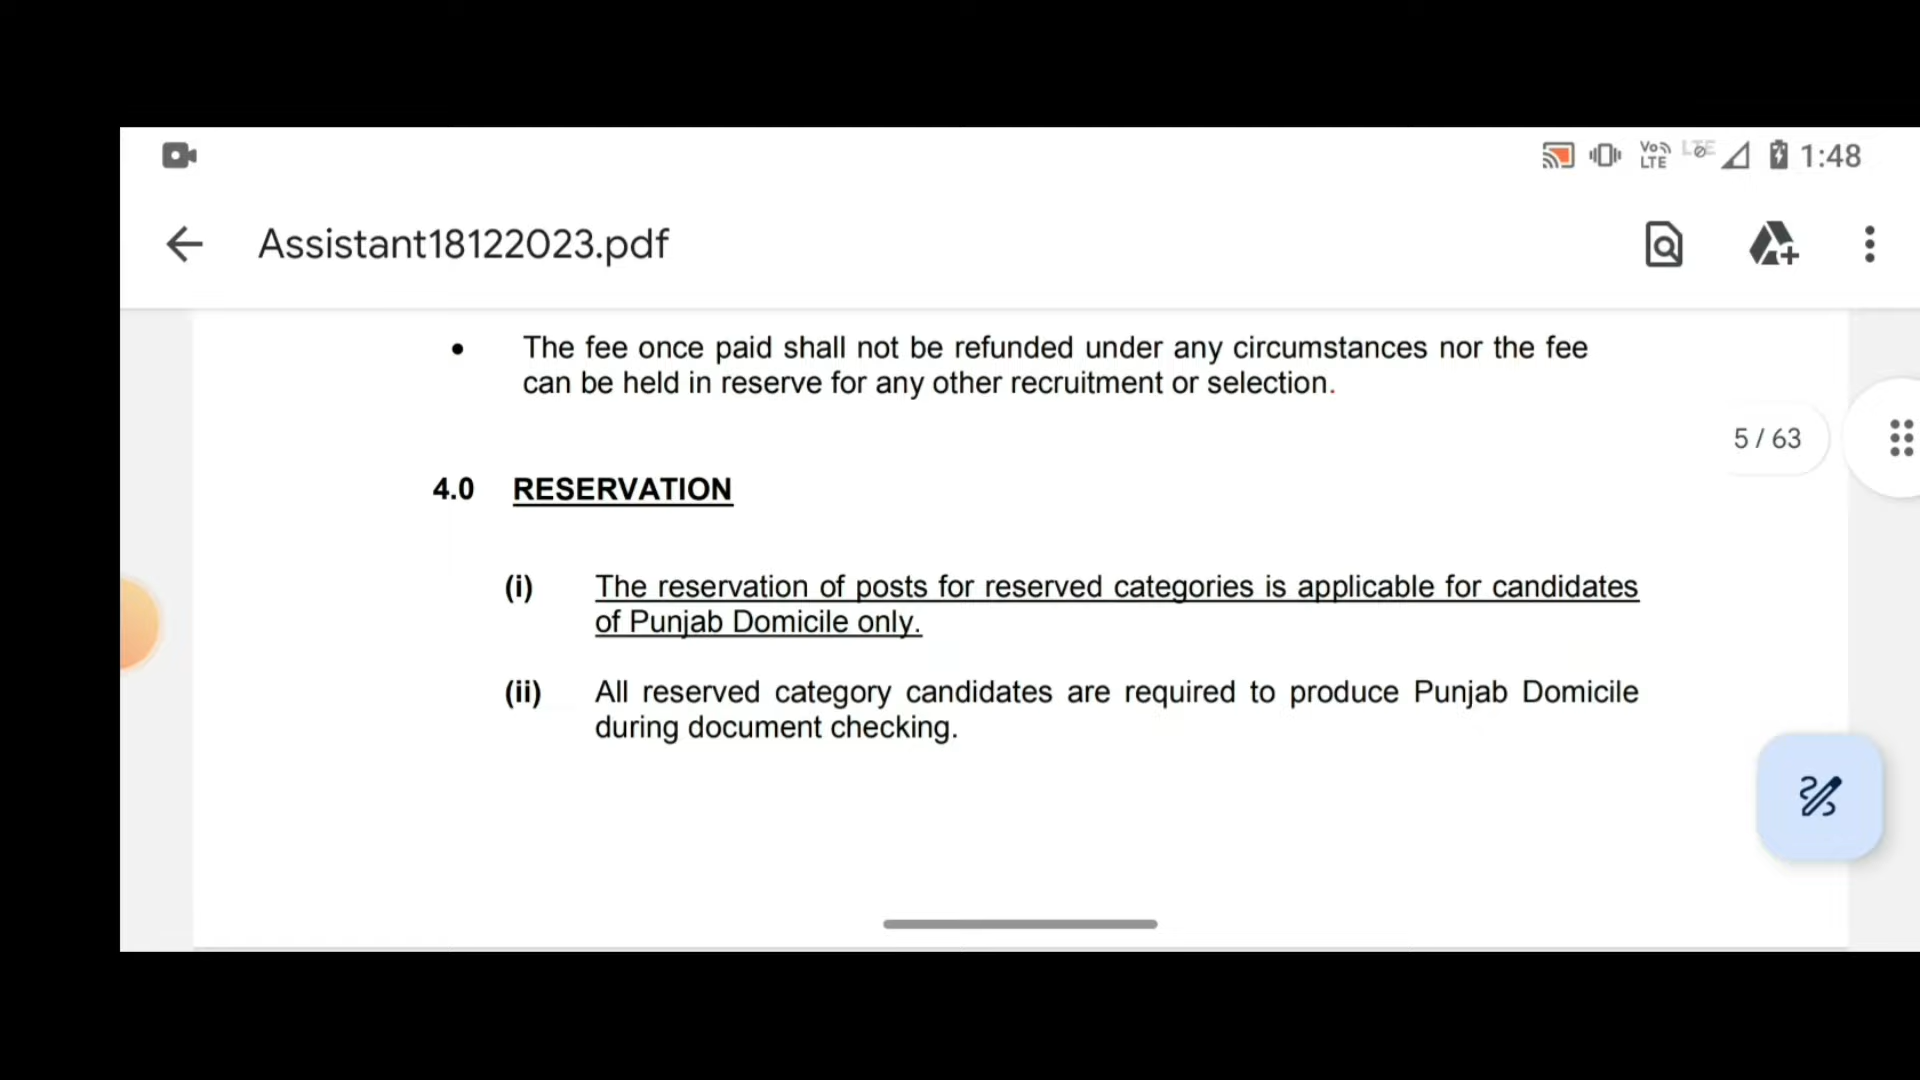 Vo LTE LTE 1:48
Assistant18122023.pdf
• The fee once paid shall not be refunded under any circumstances nor the fee
can be held in reserve for any other recruitment or selection.
5 / 63
4.0 RESERVATION
(i) The reservation of posts for reserved categories is applicable for candidates
of Punjab Domicile only.
(ii) All reserved category candidates are required to produce Punjab Domicile
during document checking.